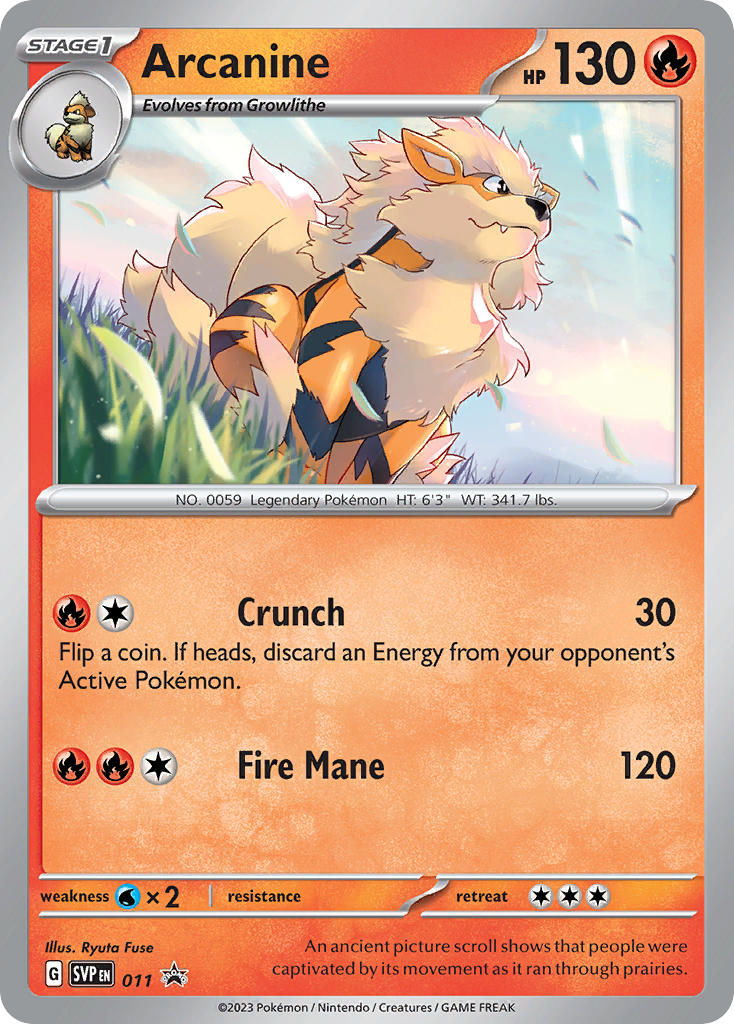 STAGE1
Arcanine
HP 130
Evolves from Growlithe
NO. 0059 Legendary Pokémon HT: 6'3" WT: 341.7 lbs.
Crunch 30
Flip a coin. If heads, discard an Energy from your opponent's
Active Pokémon.
Fire Mane 120
weakness ×2 resistance retreat
Illus. Ryuta Fuse
An ancient picture scroll shows that people were
captivated by its movement as it ran through prairies.
G SVP EN 011 PROMO
©2023 Pokémon / Nintendo / Creatures / GAME FREAK